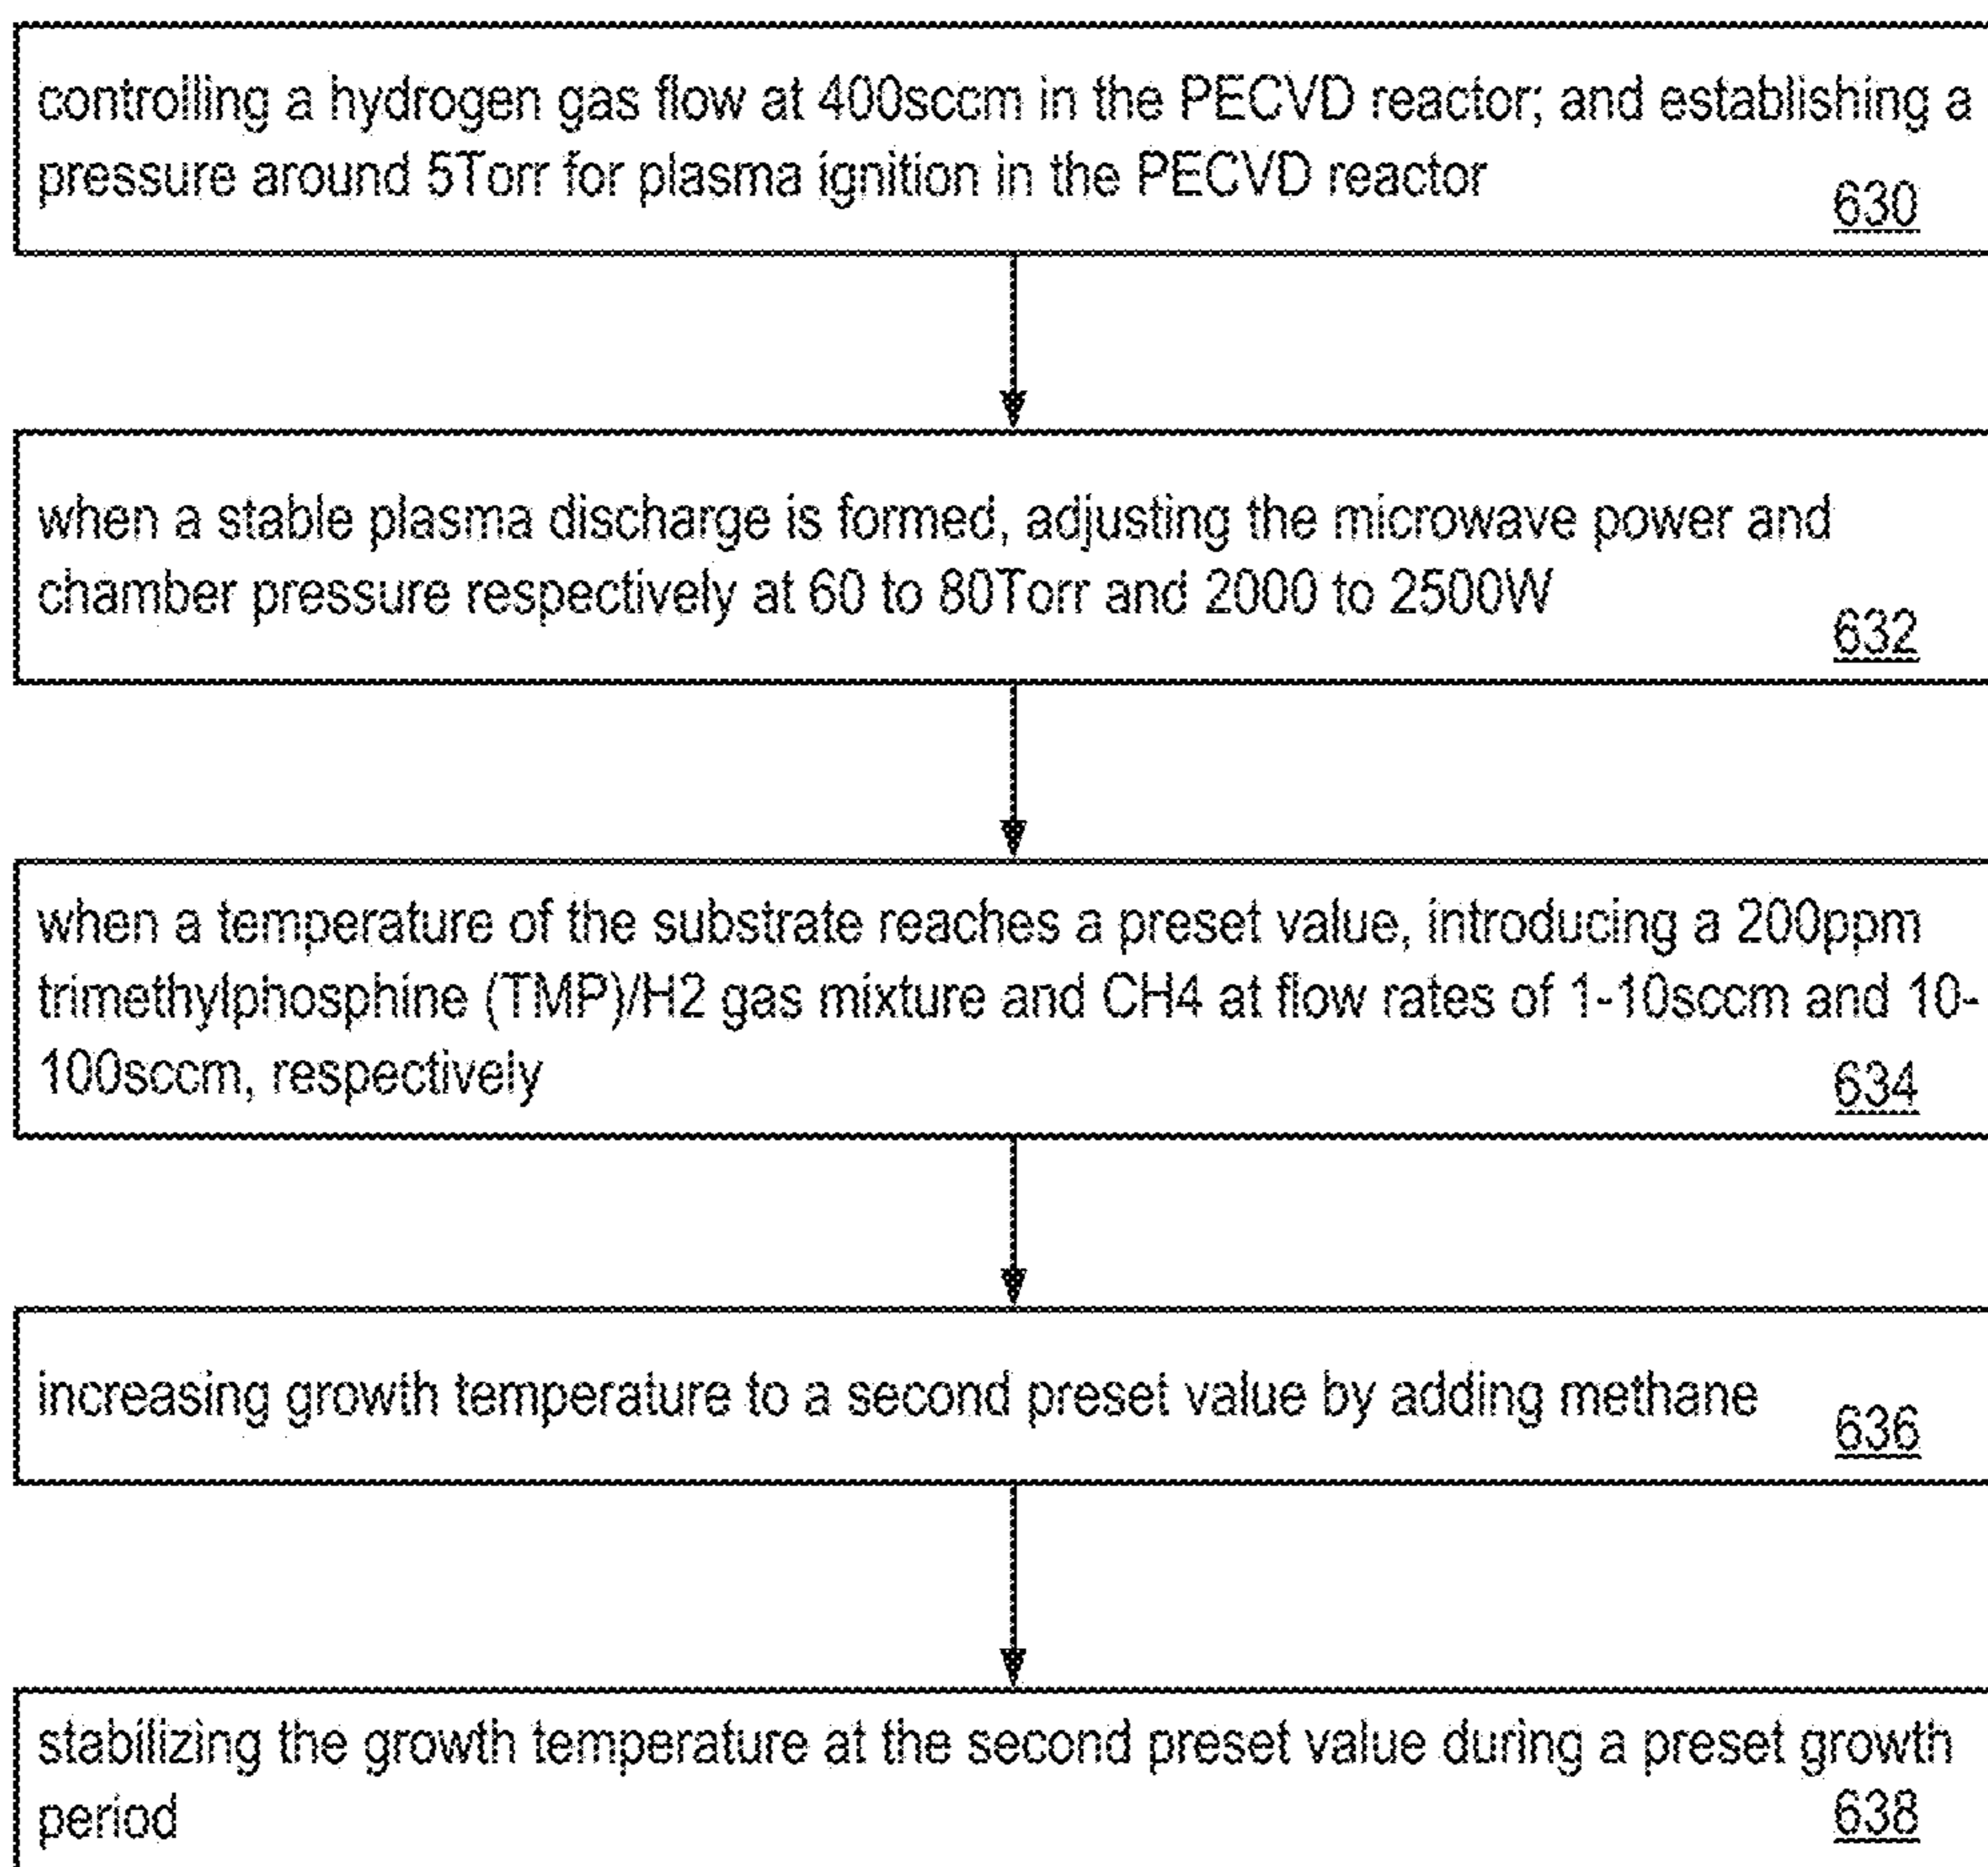 controlling a hydrogen gas flow at 400sccm in the PECVD reactor; and establishing a
pressure around 5Torr for plasma ignition in the PECVD reactor
630
when a stable plasma discharge is formed, adjusting the microwave power and
chamber pressure respectively at 60 to 80Torr and 2000 to 2500W
632
when a temperature of the substrate reaches a preset value, introducing a 200ppm
trimethylphosphine (TMP)/H2 gas mixture and CH4 at flow rates of 1-10sccm and 10-
100sccm, respectively
634
increasing growth temperature to a second preset value by adding methane
636
stabilizing the growth temperature at the second preset value during a preset growth
period
638